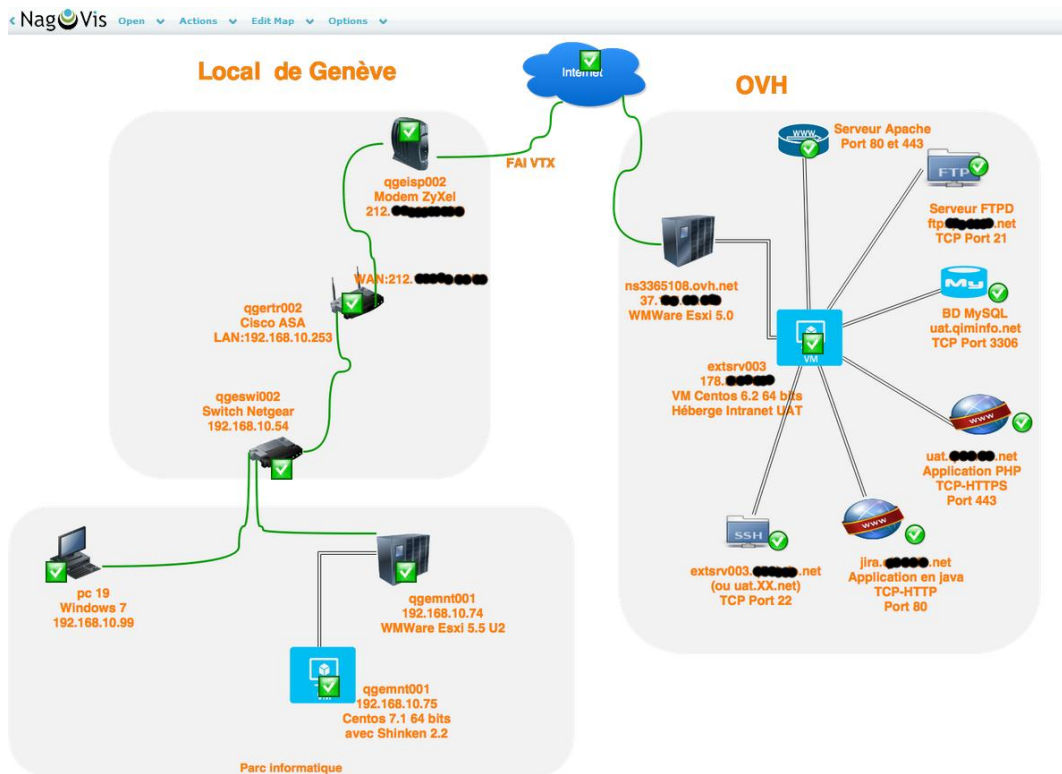 NagVis Open Actions Edit Map Options
Local de Genève
Internet
OVH
FAI VTX
qgeisp002
Modem ZyXel
212.
WAN:212.
qgertr002
Cisco ASA
LAN:192.168.10.253
qgeswi002
Switch Netgear
192.168.10.54
pc 19
Windows 7
192.168.10.99
qgemnt001
192.168.10.74
WMWare Esxi 5.5 U2
qgemnt001
192.168.10.75
Centos 7.1 64 bits
avec Shinken 2.2
Parc informatique
WWW
Serveur Apache
Port 80 et 443
FTP
Serveur FTPD
ftp .net
TCP Port 21
ns3365108.ovh.net
37.
WMWare Esxi 5.0
My
BD MySQL
uat.qiminfo.net
TCP Port 3306
VM
extsrv003
178.
VM Centos 6.2 64 bits
Héberge Intranet UAT
WWW
uat. .net
Application PHP
TCP-HTTPS
Port 443
SSH
extsrv003. .net
(ou uat.XX.net)
TCP Port 22
WWW
jira. .net
Application en java
TCP-HTTP
Port 80